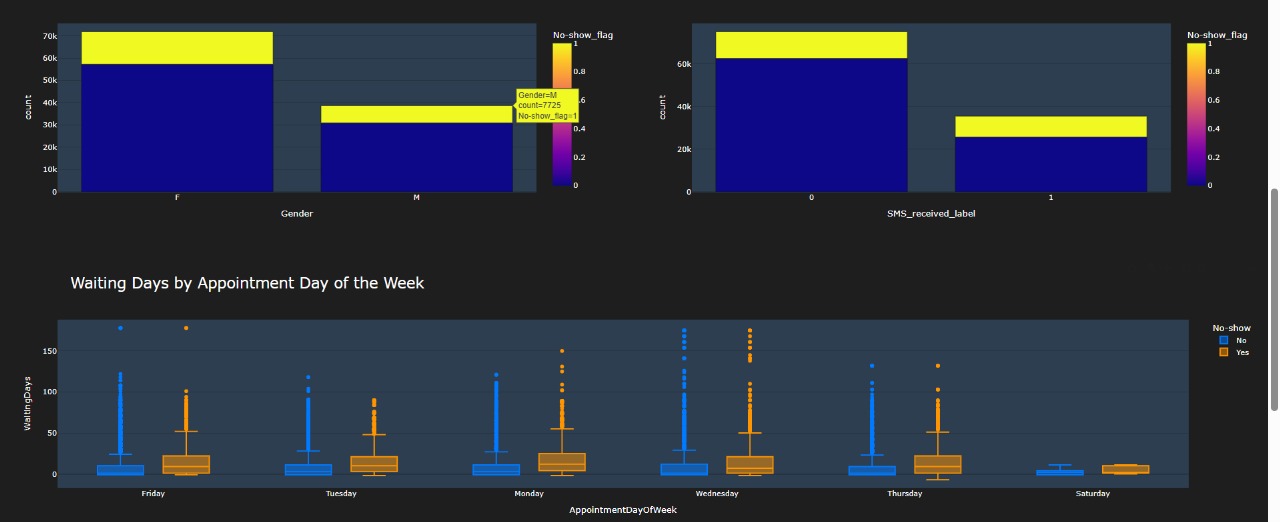 No-show_flag
70k
60k
50k
40k
30k
20k
10k
0
count
1
0.8
.6
0.4
0.2
0
Gender=M
count=7725
No-show_flag=1
F
M
Gender
No-show_flag
60k
40k
20k
0
count
1
0.8
0.6
0.4
0.2
0
0
1
SMS_received_label
Waiting Days by Appointment Day of the Week
No-show
No
Yes
150
100
50
0
WaitingDays
Friday
Tuesday
Monday
Wednesday
Thursday
Saturday
AppointmentDayOfWeek